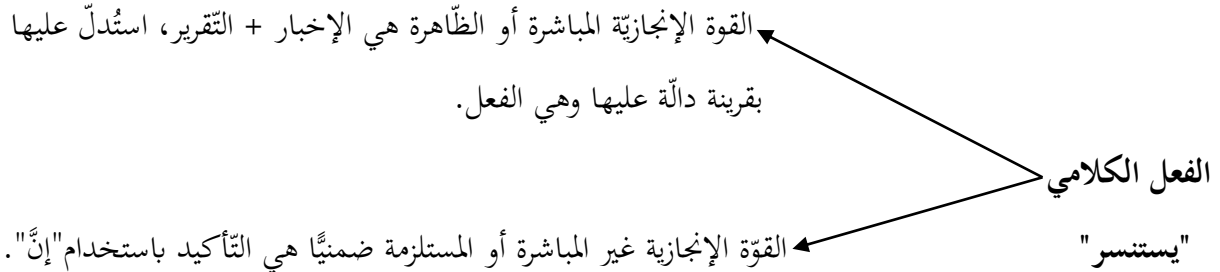 القوة الإنجازيّة المباشرة أو الظّاهرة هي الإخبار + التّقرير، استُدلّ عليها
بقرينة دالّة عليها وهي الفعل.
الفعل الكلامي
"يستنسر" القوّة الإنجازية غير المباشرة أو المستلزمة ضمنيًّا هي التّأكيد باستخدام"إنَّ".